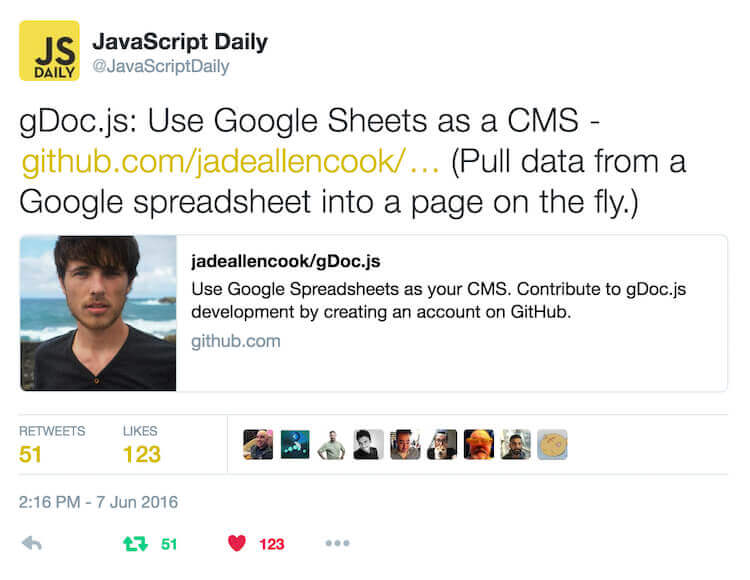 JS
DAILY
JavaScript Daily
@JavaScriptDaily
gDoc.js: Use Google Sheets as a CMS -
github.com/jadeallencook/… (Pull data from a
Google spreadsheet into a page on the fly.)
jadeallencook/gDoc.js
Use Google Spreadsheets as your CMS. Contribute to gDoc.js
development by creating an account on GitHub.
github.com
RETWEETS LIKES
51 123
2:16 PM - 7 Jun 2016
51 123